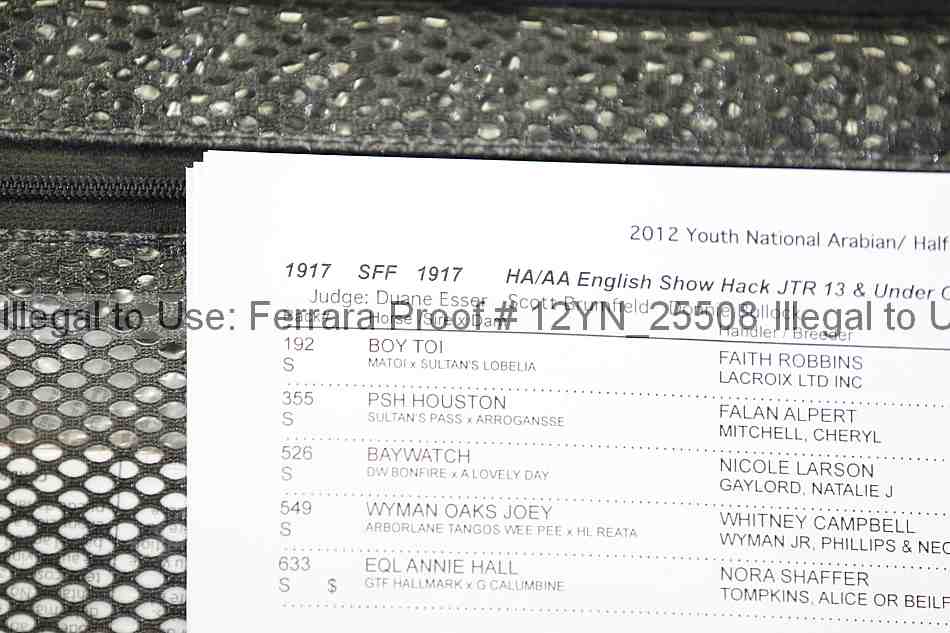 2012 Youth National Arabian/ Half
1917 SFF 1917 HA/AA English Show Hack JTR 13 & Under
Judge: Duane Esser Scott Brumfield
Illegal to Use: Ferrara Proof # 12YN_25508 Illegal to U
Handler / Breeder
192 BOY TOI FAITH ROBBINS
S MATOI x SULTAN'S LOBELIA LACROIX LTD INC
355 PSH HOUSTON FALAN ALPERT
S SULTAN'S PASS x ARROGANSSE MITCHELL, CHERYL
526 BAYWATCH NICOLE LARSON
S DW BONFIRE x A LOVELY DAY GAYLORD, NATALIE J
549 WYMAN OAKS JOEY WHITNEY CAMPBELL
S ARBORLANE TANGOS WEE PEE x HL REATA WYMAN JR, PHILLIPS & NEC
633 EQL ANNIE HALL NORA SHAFFER
S $ GTF HALLMARK x G CALUMBINE TOMPKINS, ALICE OR BEILF